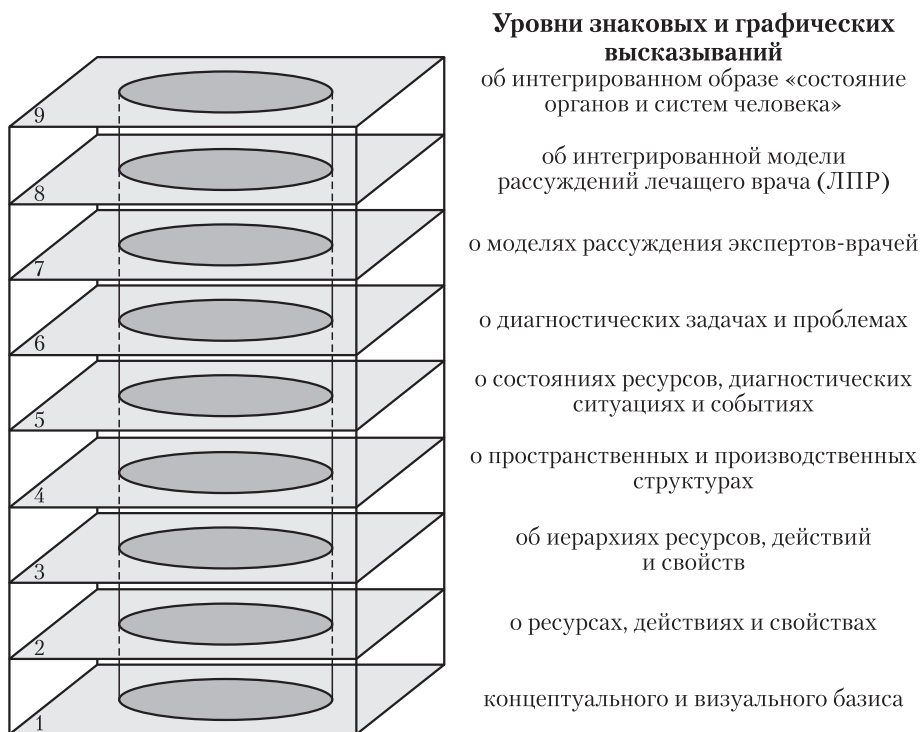 Уровни знаковых и графических
высказываний
9
об интегрированном образе «состояние
органов и систем человека»
8
об интегрированной модели
рассуждений лечащего врача (ЛПР)
7
о моделях рассуждения экспертов-врачей
6
о диагностических задачах и проблемах
5
о состояниях ресурсов, диагностических
ситуациях и событиях
4
о пространственных и производственных
структурах
3
об иерархиях ресурсов, действий
и свойств
2
о ресурсах, действиях и свойствах
1
концептуального и визуального базиса